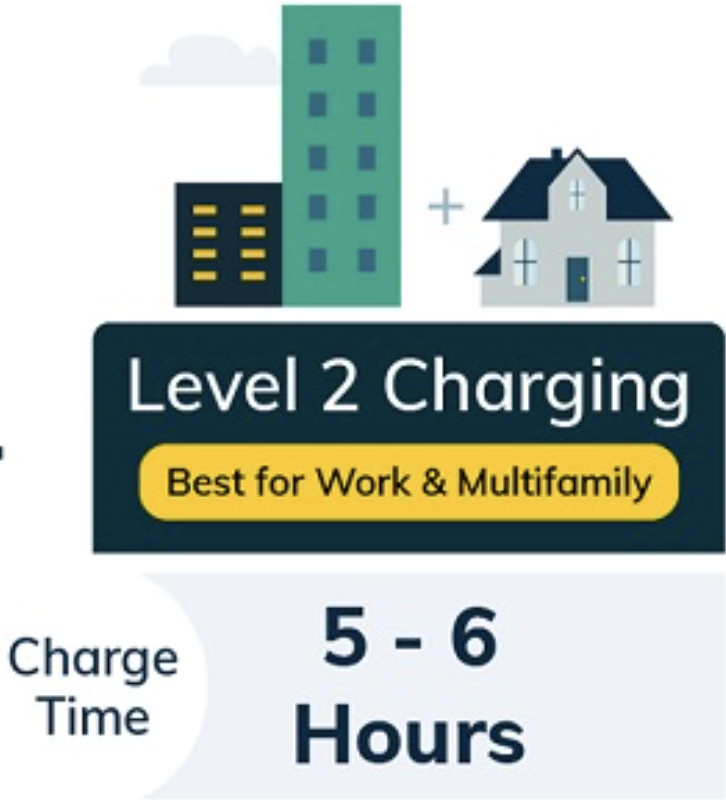 Level 2 Charging
Best for Work & Multifamily
Charge
Time
5 - 6
Hours